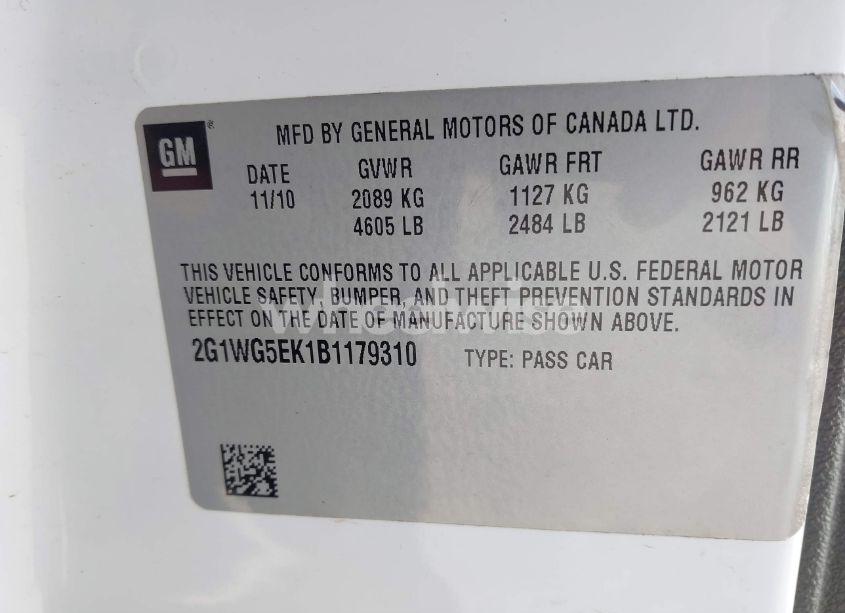 GM ®
MFD BY GENERAL MOTORS OF CANADA LTD.
DATE GVWR GAWR FRT GAWR RR
11/10 2089 KG 1127 KG 962 KG
4605 LB 2484 LB 2121 LB
THIS VEHICLE CONFORMS TO ALL APPLICABLE U.S. FEDERAL MOTOR
VEHICLE SAFETY, BUMPER, AND THEFT PREVENTION STANDARDS IN
EFFECT ON THE DATE OF MANUFACTURE SHOWN ABOVE.
2G1WG5EK1B1179310 TYPE: PASS CAR